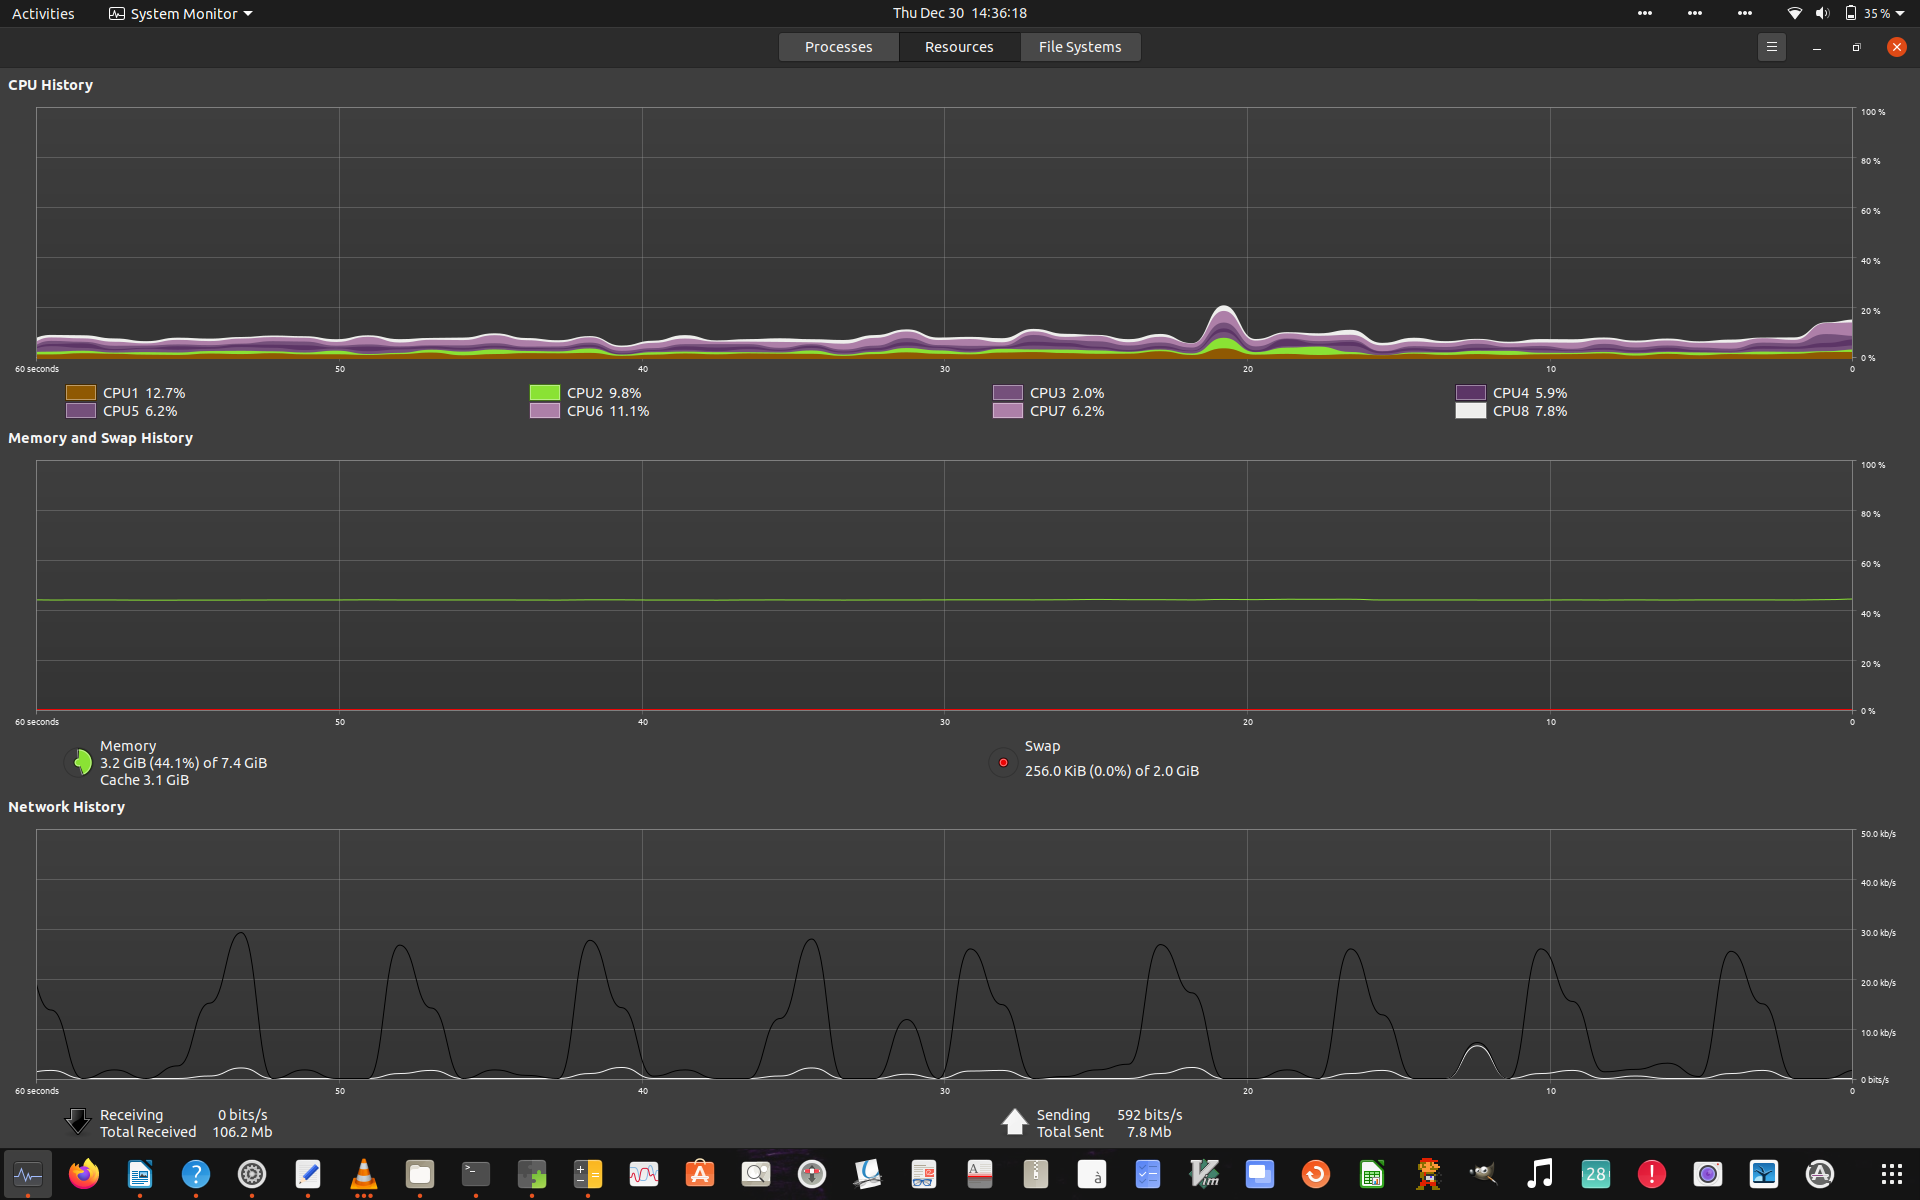 Activities System Monitor Thu Dec 30 14:36:18 35 %
Processes Resources File Systems
CPU History
100 %
80 %
60 %
40 %
20 %
0 %
60 seconds 50 40 30 20 10 0
CPU1 12.7% CPU2 9.8% CPU3 2.0% CPU4 5.9%
CPU5 6.2% CPU6 11.1% CPU7 6.2% CPU8 7.8%
Memory and Swap History
100 %
80 %
60 %
40 %
20 %
0 %
60 seconds 50 40 30 20 10 0
Memory
3.2 GiB (44.1%) of 7.4 GiB
Cache 3.1 GiB
Swap
256.0 KiB (0.0%) of 2.0 GiB
Network History
50.0 kb/s
40.0 kb/s
30.0 kb/s
20.0 kb/s
10.0 kb/s
0 bits/s
60 seconds 50 40 30 20 10 0
Receiving 0 bits/s
Total Received 106.2 Mb
Sending 592 bits/s
Total Sent 7.8 Mb
28